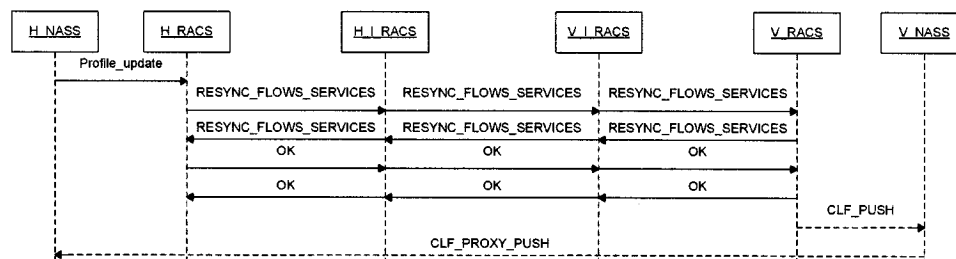 H_NASS H_RACS H_I_RACS V_I_RACS V_RACS V_NASS
Profile_update
RESYNC_FLOWS_SERVICES RESYNC_FLOWS_SERVICES RESYNC_FLOWS_SERVICES
RESYNC_FLOWS_SERVICES RESYNC_FLOWS_SERVICES RESYNC_FLOWS_SERVICES
OK OK OK
OK OK OK
CLF_PUSH
CLF_PROXY_PUSH